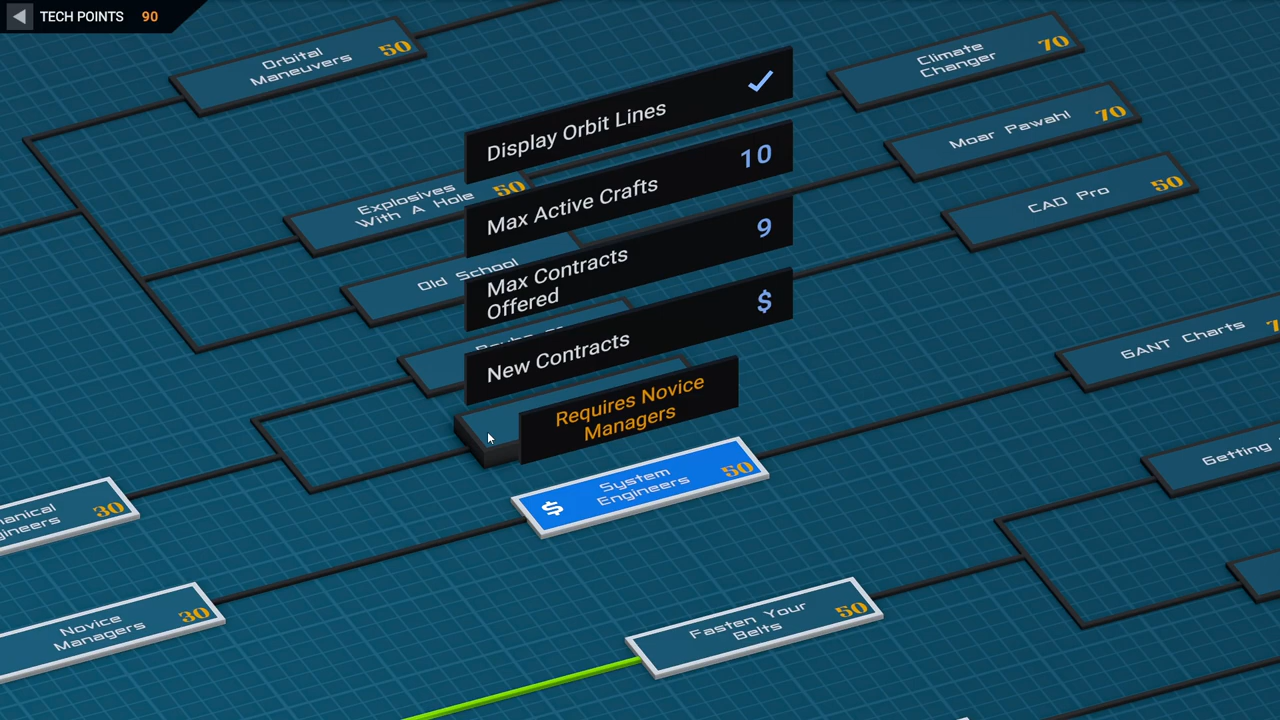 TECH POINTS 90
Orbital
Maneuvers 50
Climate
Changer 70
Display Orbit Lines
Moar Pawah! 70
Max Active Crafts 10
Explosives
With A Hole 50
CAD Pro 50
Max Contracts
Offered 9
Old School
New Contracts $
GANT Charts
Requires Novice
Managers
$ System
Engineers 50
Getting
30
Novice
Managers 30
Fasten Your
Belts 50